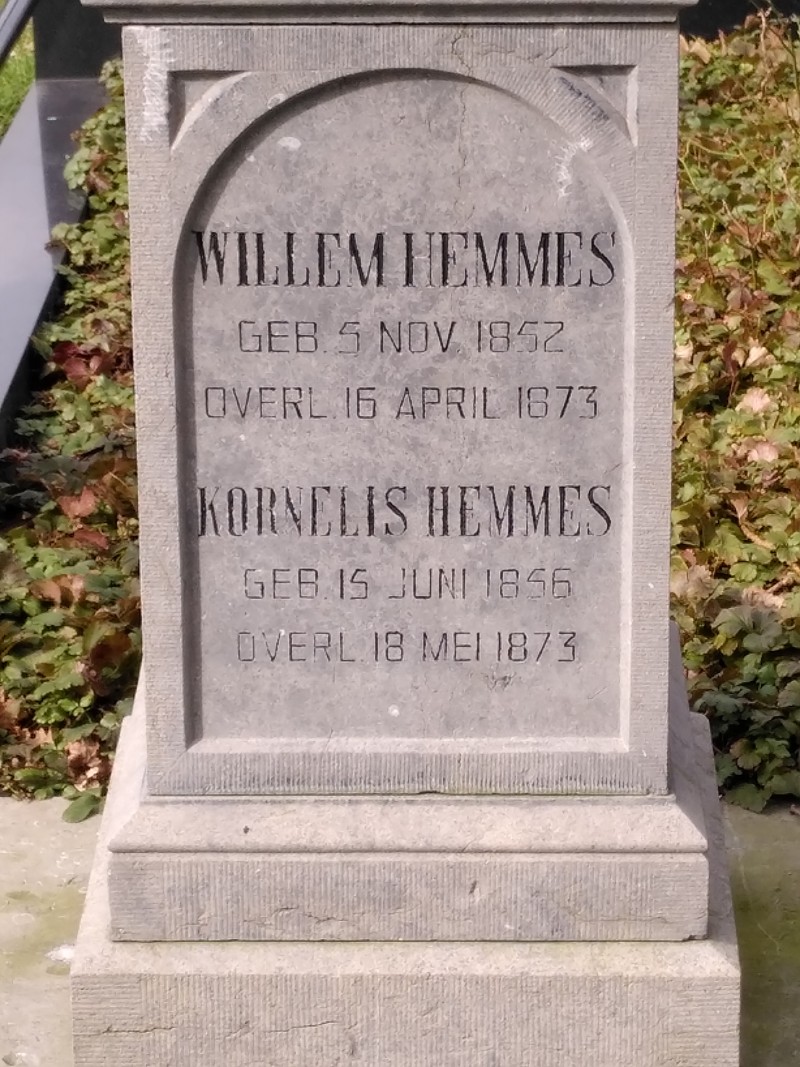 WILLEM HEMMES
GEB. 5 NOV. 1852
OVERL. 16 APRIL 1873
KORNELIS HEMMES
GEB. 15 JUNI 1856
OVERL. 18 MEI 1873